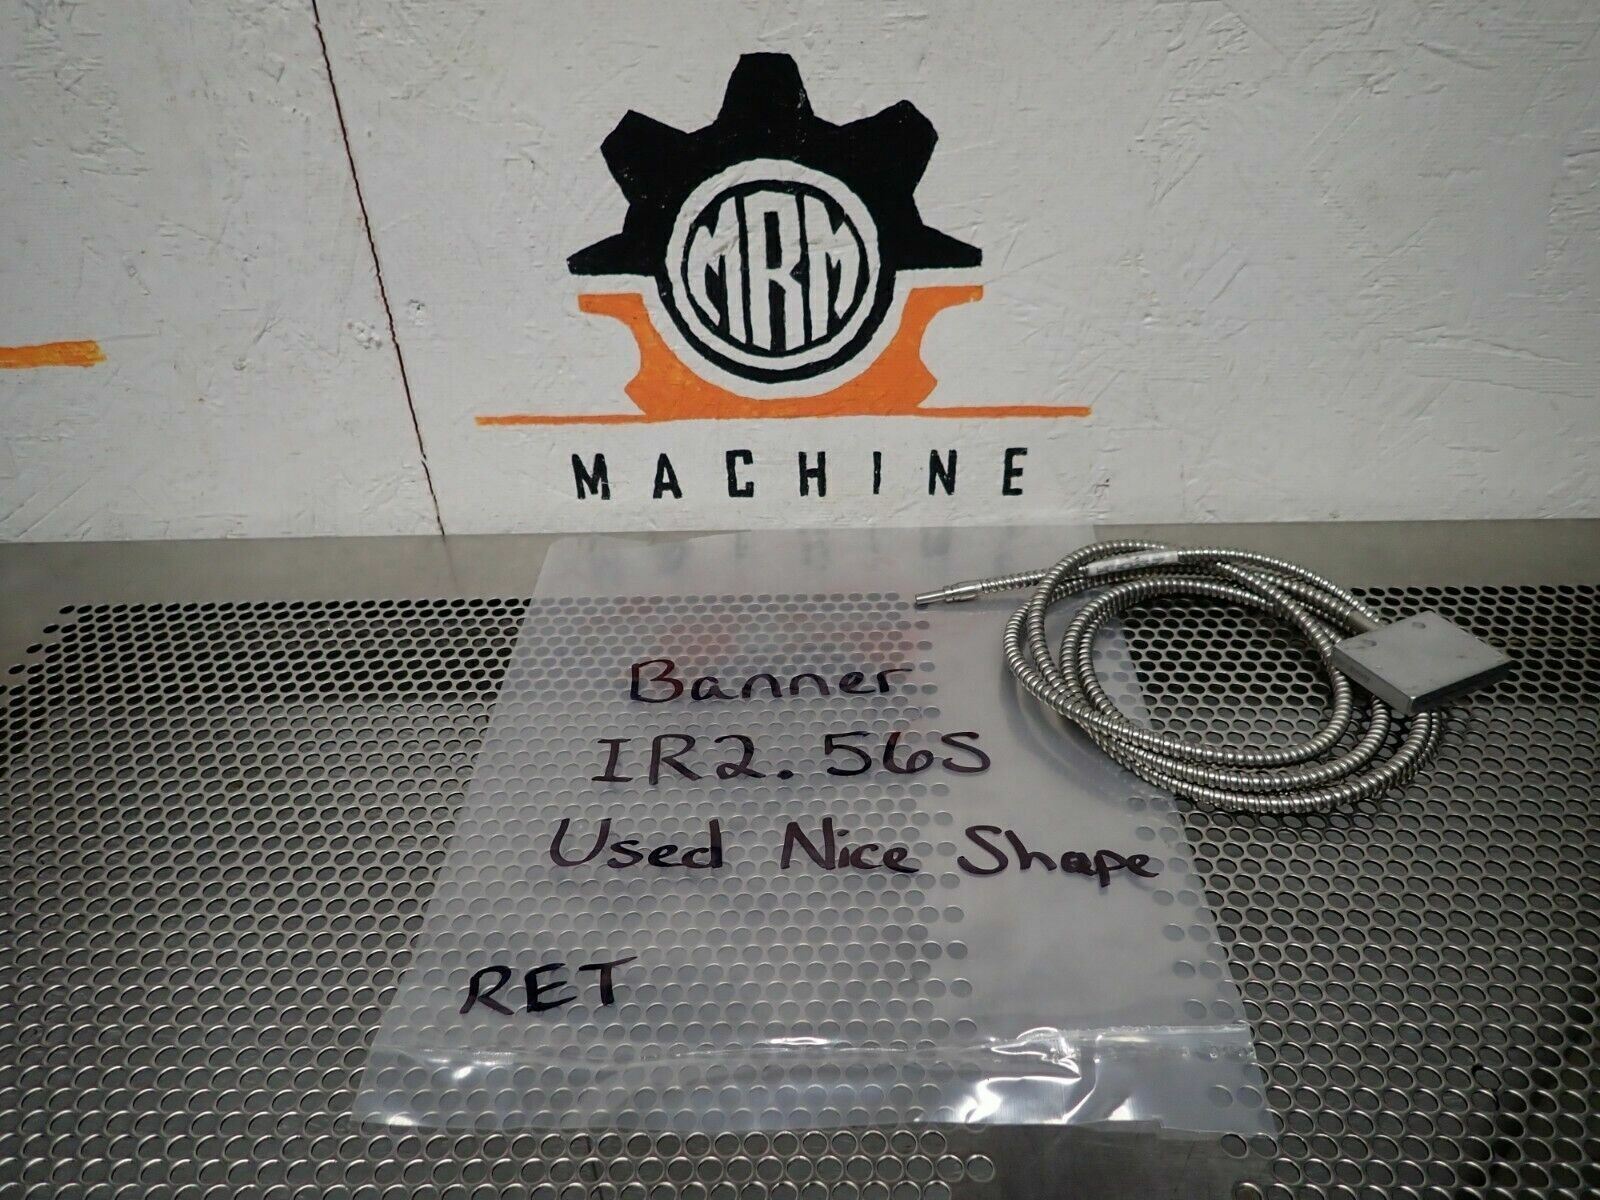 MRM
MACHINE
Banner
IR2.56S
Used Nice Shape
RET